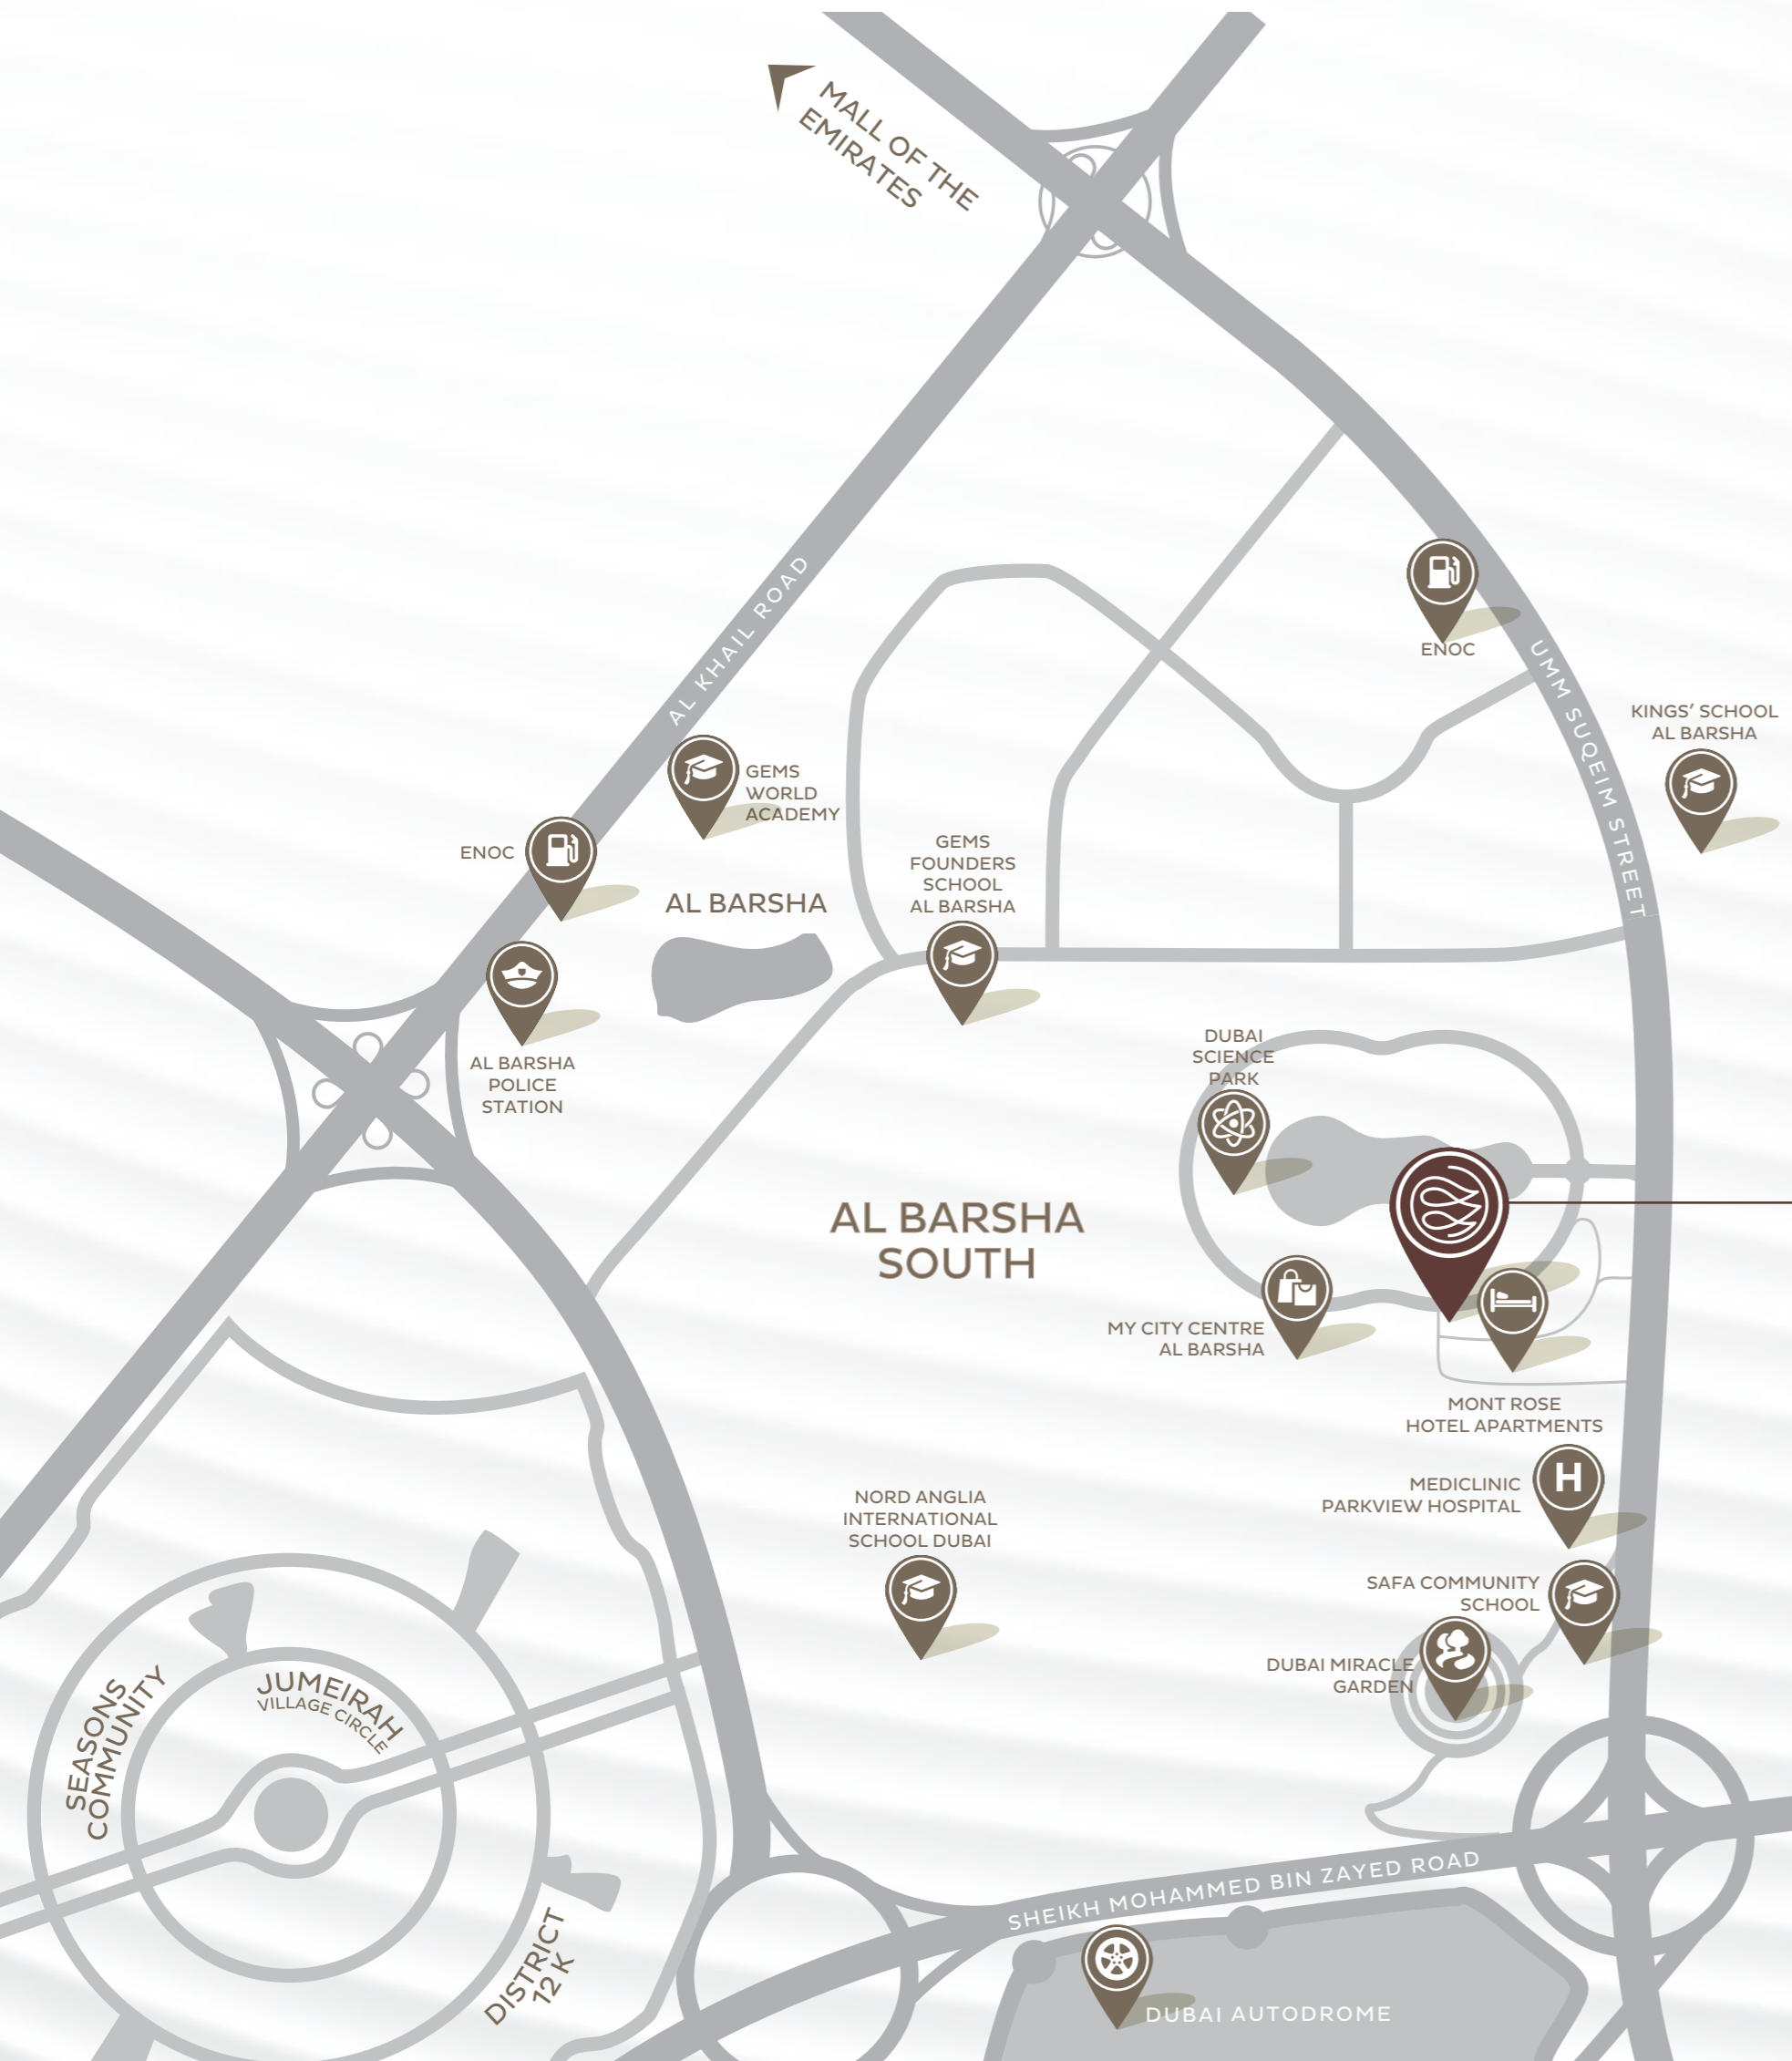 MALL OF THE
EMIRATES
AL KHAIL ROAD
ENOC
UMM SUQEIM STREET
KINGS' SCHOOL
AL BARSHA
GEMS
WORLD
ACADEMY
ENOC
GEMS
FOUNDERS
SCHOOL
AL BARSHA
AL BARSHA
AL BARSHA
POLICE
STATION
DUBAI
SCIENCE
PARK
AL BARSHA
SOUTH
MY CITY CENTRE
AL BARSHA
MONT ROSE
HOTEL APARTMENTS
H
MEDICLINIC
PARKVIEW HOSPITAL
NORD ANGLIA
INTERNATIONAL
SCHOOL DUBAI
SAFA COMMUNITY
SCHOOL
DUBAI MIRACLE
GARDEN
SEASONS
COMMUNITY
JUMEIRAH
VILLAGE CIRCLE
SHEIKH MOHAMMED BIN ZAYED ROAD
DISTRICT
12 K
DUBAI AUTODROME